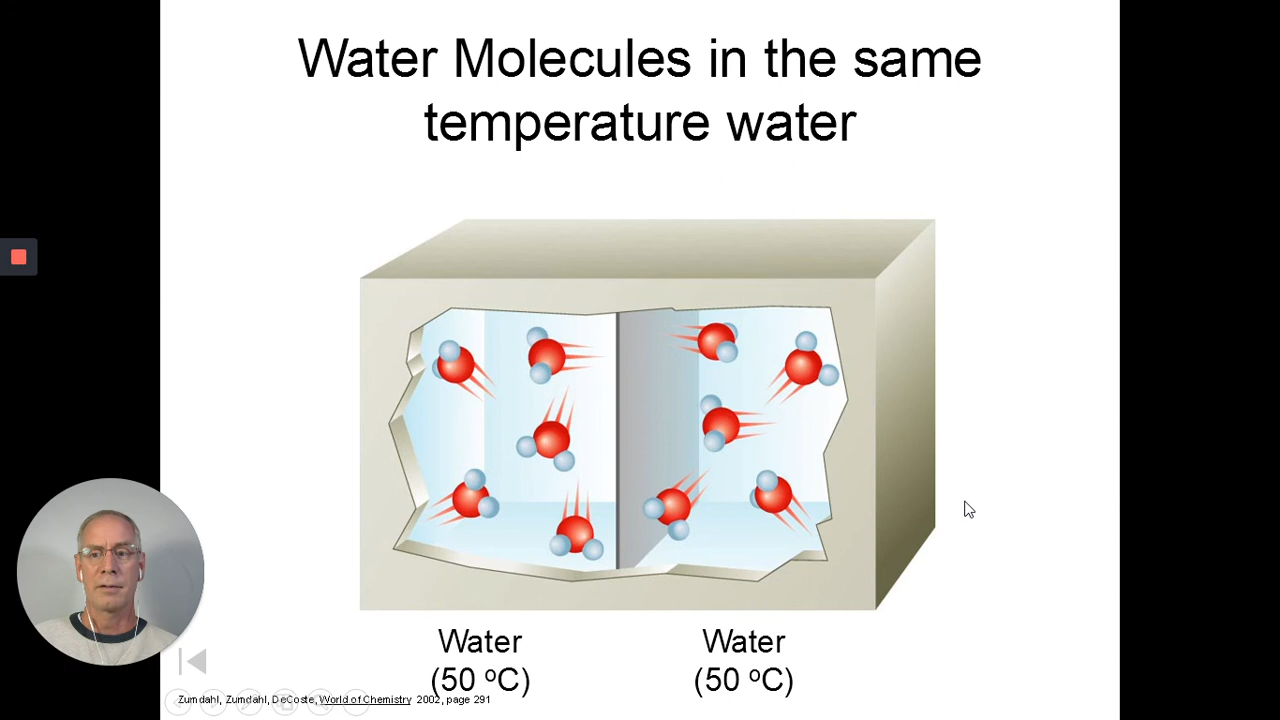 Water Molecules in the same
temperature water
Water
(50 ºC)
Water
(50 ºC)
Zumdahl, Zumdahl, DeCoste, World of Chemistry 2002, page 291